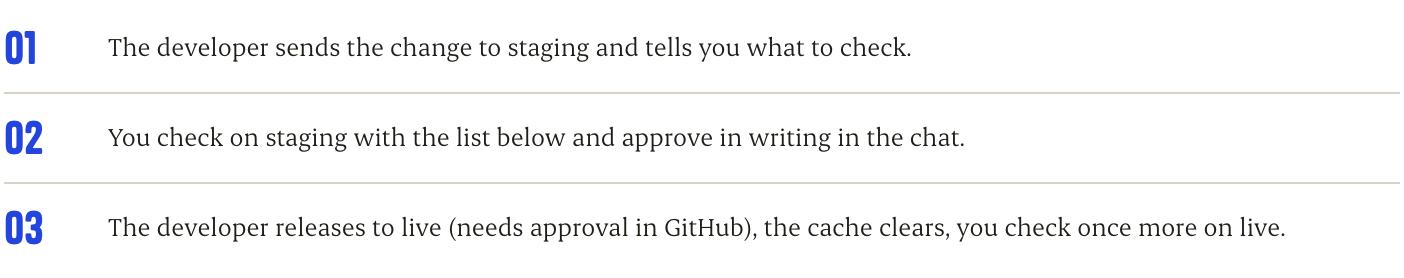 01 The developer sends the change to staging and tells you what to check.
02 You check on staging with the list below and approve in writing in the chat.
03 The developer releases to live (needs approval in GitHub), the cache clears, you check once more on live.